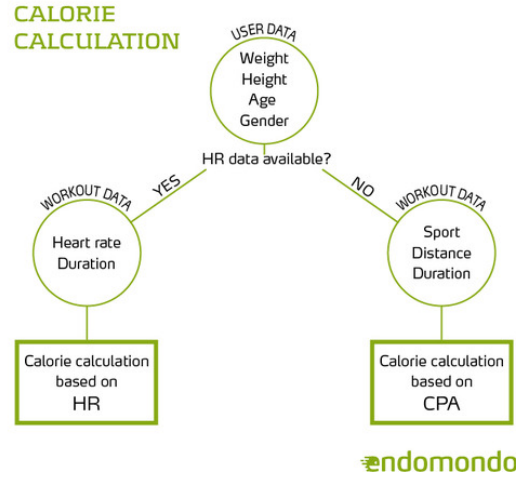 CALORIE
CALCULATION
USER DATA
Weight
Height
Age
Gender
HR data available?
YES
NO
WORKOUT DATA
Heart rate
Duration
WORKOUT DATA
Sport
Distance
Duration
Calorie calculation
based on
HR
Calorie calculation
based on
CPA
endomondo